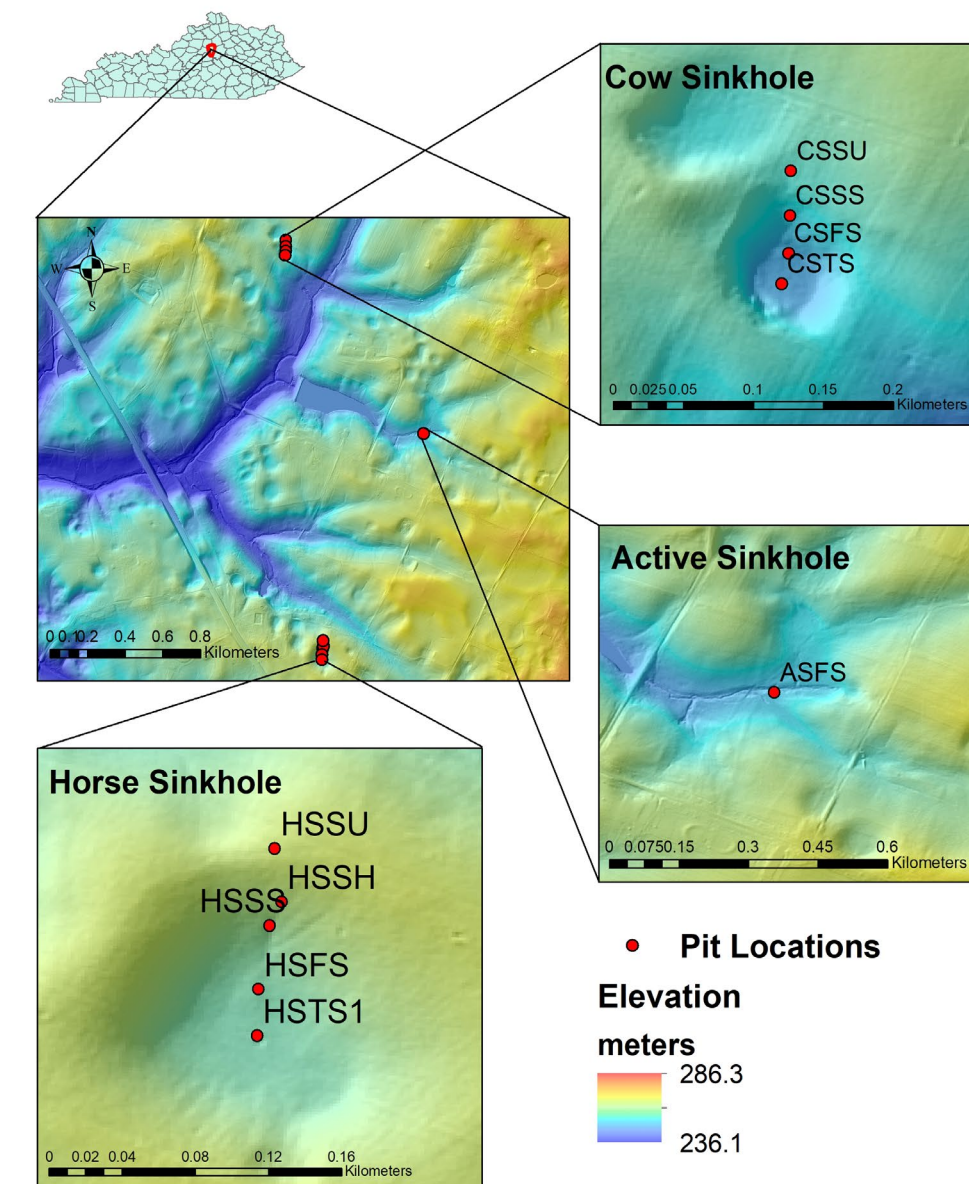 Cow Sinkhole
CSSU
CSSS
CSFS
CSTS
0 0.025 0.05 0.1 0.15 0.2
Kilometers
N
W E
S
0 0.1 0.2 0.4 0.6 0.8
Kilometers
Active Sinkhole
ASFS
0 0.075 0.15 0.3 0.45 0.6
Kilometers
Horse Sinkhole
HSSU
HSSH
HSSS
HSFS
HSTS1
0 0.02 0.04 0.08 0.12 0.16
Kilometers
Pit Locations
Elevation
meters
286.3
236.1